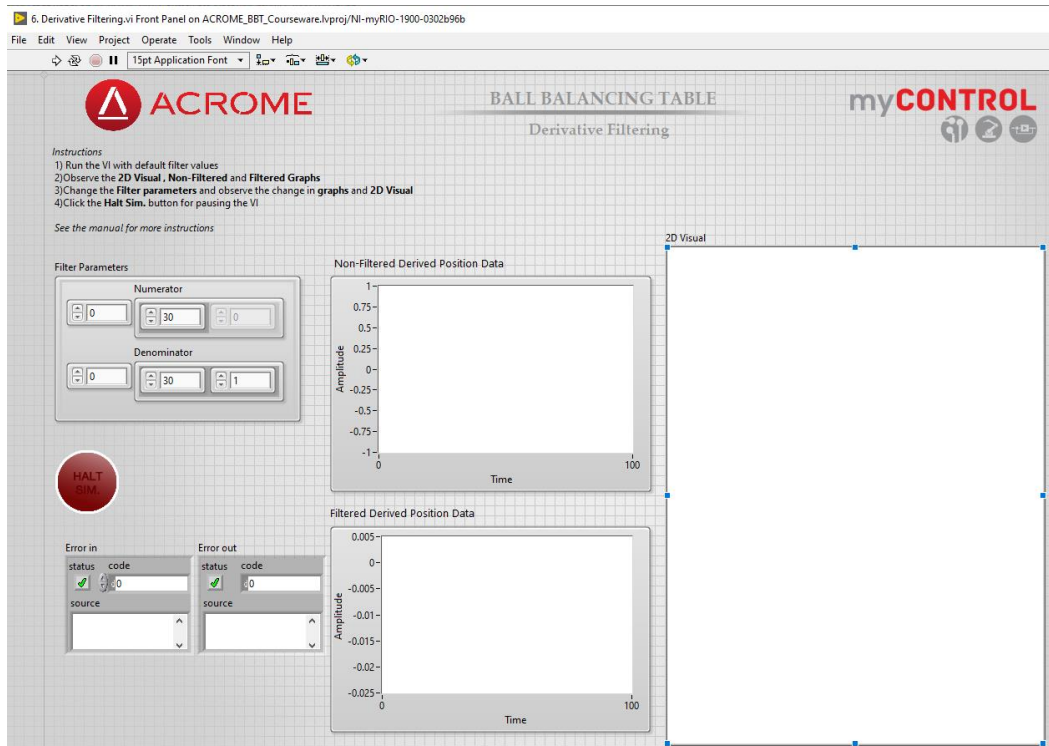 6. Derivative Filtering.vi Front Panel on ACROME_BBT_Courseware.lvproj/NI-myRIO-1900-0302b96b
File Edit View Project Operate Tools Window Help
15pt Application Font
ACROME
BALL BALANCING TABLE
Derivative Filtering
myCONTROL
Instructions
1) Run the VI with default filter values
2)Observe the 2D Visual , Non-Filtered and Filtered Graphs
3)Change the Filter parameters and observe the change in graphs and 2D Visual
4)Click the Halt Sim. button for pausing the VI
See the manual for more instructions
Filter Parameters
Numerator
0 30 0
Denominator
0 30 1
HALT
SIM.
Error in
status code
0
source
Error out
status code
0
source
Non-Filtered Derived Position Data
Amplitude
1
0.75
0.5
0.25
0
-0.25
-0.5
-0.75
-1
0 100
Time
Filtered Derived Position Data
Amplitude
0.005
0
-0.005
-0.01
-0.015
-0.02
-0.025
0 100
Time
2D Visual